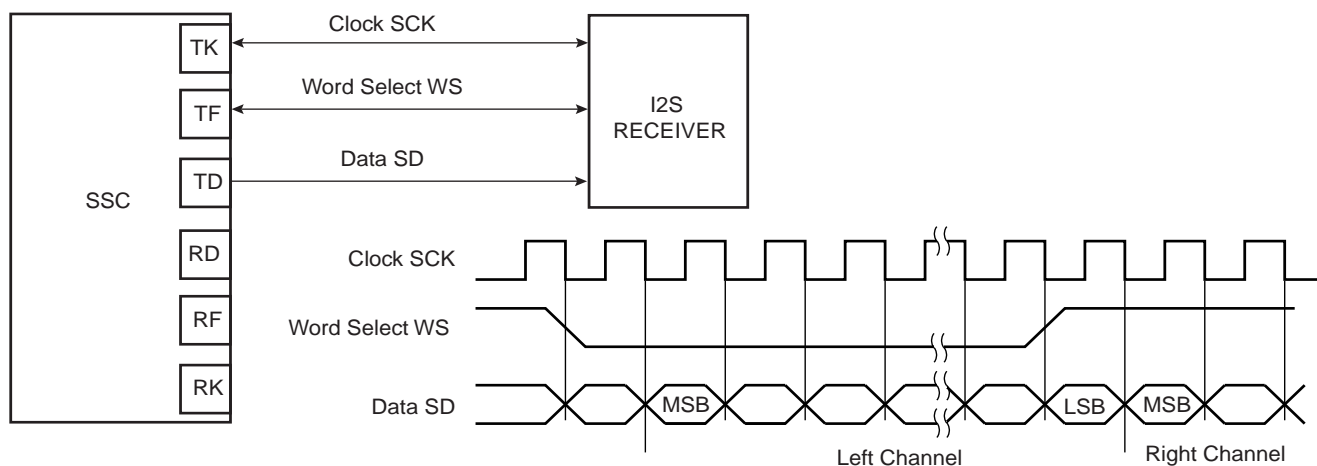 SSC
TK
TF
TD
RD
RF
RK
Clock SCK
Word Select WS
Data SD
I2S
RECEIVER
Clock SCK
Word Select WS
Data SD
MSB
LSB
MSB
Left Channel
Right Channel